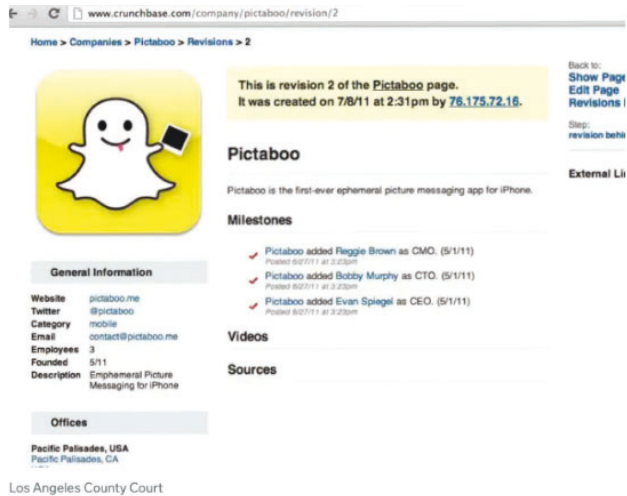 www.crunchbase.com/company/pictaboo/revision/2
Home > Companies > Pictaboo > Revisions > 2
This is revision 2 of the Pictaboo page.
It was created on 7/8/11 at 2:31pm by 76.175.72.16.
Back to:
Show Page
Edit Page
Revisions
Step:
revision
External
Pictaboo
Pictaboo is the first-ever ephemeral picture messaging app for iPhone.
Milestones
Pictaboo added Reggie Brown as CMO. (5/1/11)
Posted 6/27/11 at 3:23pm
Pictaboo added Bobby Murphy as CTO. (5/1/11)
Posted 6/27/11 at 3:23pm
Pictaboo added Evan Spiegel as CEO. (5/1/11)
Posted 6/27/11 at 3:23pm
Videos
Sources
General Information
Website pictaboo.me
Twitter @pictaboo
Category mobile
Email contact@pictaboo.me
Employees 3
Founded 5/11
Description Emphemeral Picture
Messaging for iPhone
Offices
Pacific Palisades, USA
Pacific Palisades, CA
Los Angeles County Court